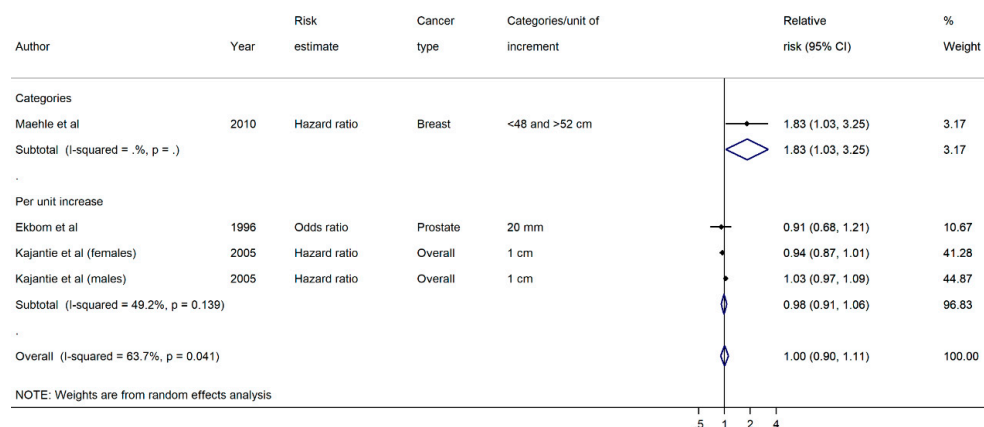 Risk Cancer Categories/unit of Relative %
Author Year estimate type increment risk (95% CI) Weight
Categories
Maehle et al 2010 Hazard ratio Breast <48 and >52 cm 1.83 (1.03, 3.25) 3.17
Subtotal (I-squared = .%, p = .) 1.83 (1.03, 3.25) 3.17
.
Per unit increase
Ekbom et al 1996 Odds ratio Prostate 20 mm 0.91 (0.68, 1.21) 10.67
Kajantie et al (females) 2005 Hazard ratio Overall 1 cm 0.94 (0.87, 1.01) 41.28
Kajantie et al (males) 2005 Hazard ratio Overall 1 cm 1.03 (0.97, 1.09) 44.87
Subtotal (I-squared = 49.2%, p = 0.139) 0.98 (0.91, 1.06) 96.83
.
Overall (I-squared = 63.7%, p = 0.041) 1.00 (0.90, 1.11) 100.00
NOTE: Weights are from random effects analysis
.5 1 2 4